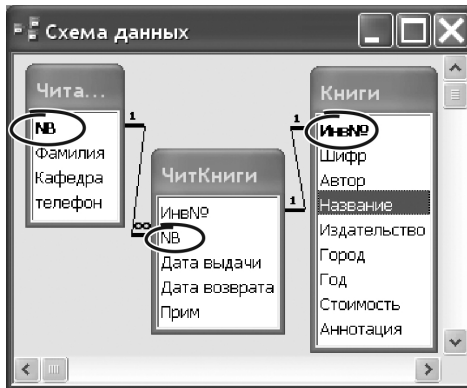 Схема данных
Чита...
NB
Фамилия
Кафедра
телефон
1
∞
ЧитКниги
ИнвNº
NB
Дата выдачи
Дата возврата
Прим
1
1
Книги
ИнвNº
Шифр
Автор
Название
Издательство
Город
Год
Стоимость
Аннотация